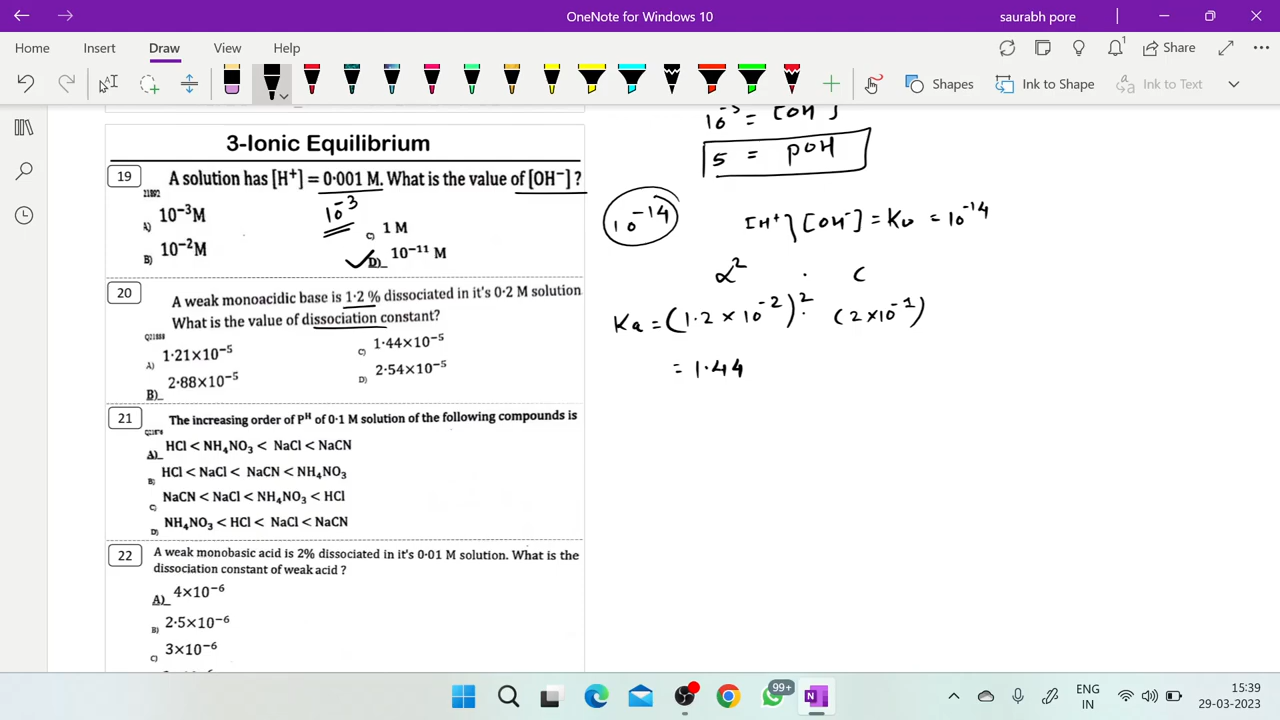 OneNote for Windows 10
saurabh pore
Home Insert Draw View Help
Share
Shapes
Ink to Shape
Ink to Text
3-Ionic Equilibrium
19 A solution has [H⁺] = 0·001 M. What is the value of [OH⁻] ?
A) 10⁻³M
B) 10⁻²M
C) 1 M
D) 10⁻¹¹ M
10⁻³
20 A weak monoacidic base is 1·2 % dissociated in it's 0·2 M solution.
What is the value of dissociation constant?
A) 1·21×10⁻⁵
B) 2·88×10⁻⁵
C) 1·44×10⁻⁵
D) 2·54×10⁻⁵
21 The increasing order of Pᴴ of 0·1 M solution of the following compounds is
A) HCl < NH₄NO₃ < NaCl < NaCN
B) HCl < NaCl < NaCN < NH₄NO₃
C) NaCN < NaCl < NH₄NO₃ < HCl
D) NH₄NO₃ < HCl < NaCl < NaCN
22 A weak monobasic acid is 2% dissociated in it's 0·01 M solution. What is the
dissociation constant of weak acid ?
A) 4×10⁻⁶
B) 2·5×10⁻⁶
C) 3×10⁻⁶
= [OH⁻]
5 = pOH
10⁻¹⁴
[H⁺][OH⁻] = Kw = 10⁻¹⁴
α² · C
Ka = (1·2 × 10⁻²)² · (2×10⁻¹)
= 1·44
99+
ENG
IN
15:39
29-03-2023